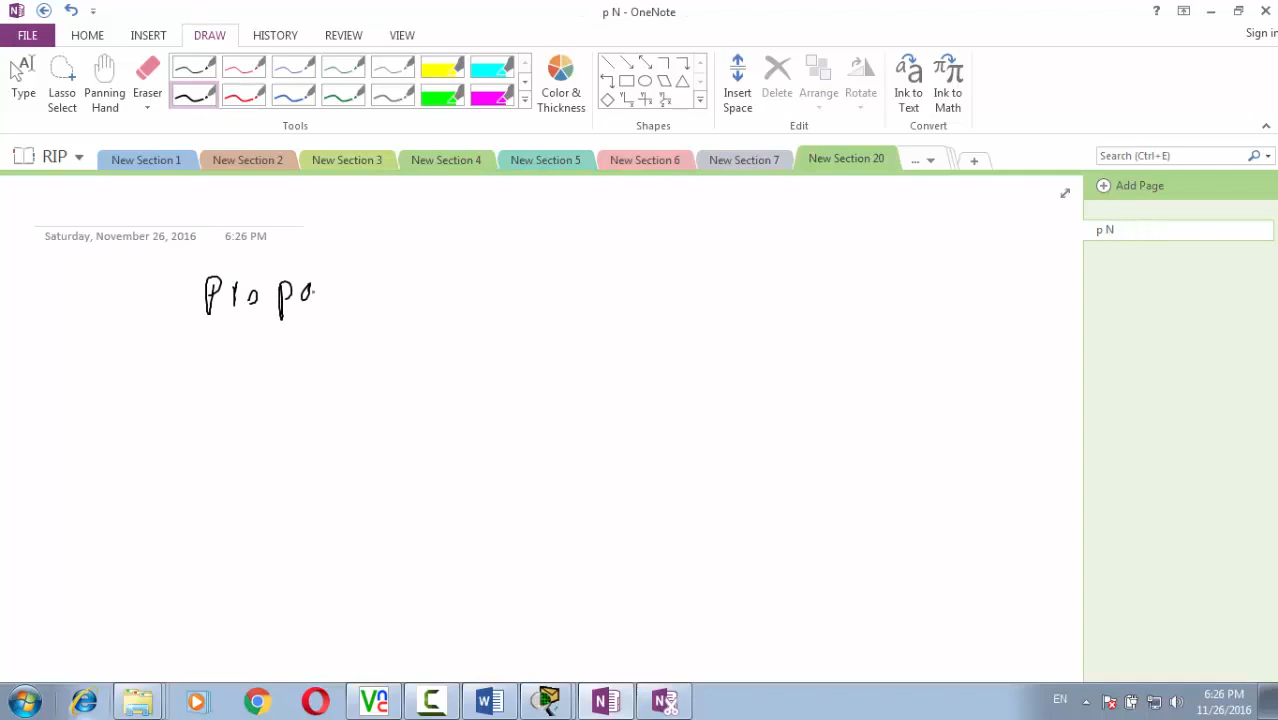 p N - OneNote
? 
FILE HOME INSERT DRAW HISTORY REVIEW VIEW Sign in
Type Lasso Select Panning Hand Eraser Color & Thickness Insert Space Delete Arrange Rotate Ink to Text Ink to Math
Tools Shapes Edit Convert
RIP New Section 1 New Section 2 New Section 3 New Section 4 New Section 5 New Section 6 New Section 7 New Section 20 ... Search (Ctrl+E)
Add Page
p N
Saturday, November 26, 2016 6:26 PM
Propo
EN 6:26 PM
11/26/2016